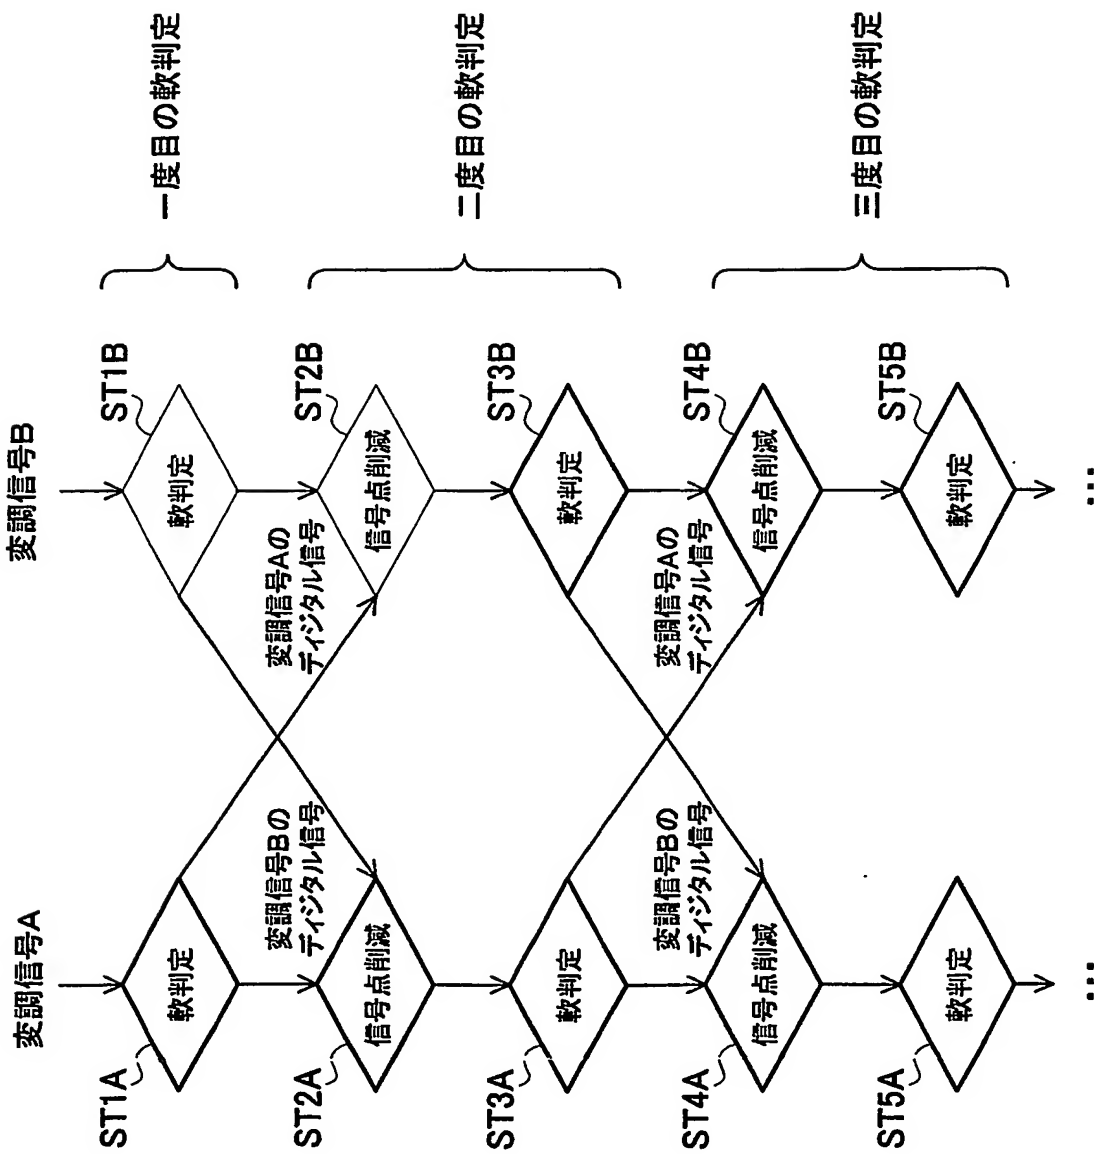 変調信号A
変調信号B
ST1A
軟判定
ST1B
軟判定
一度目の軟判定
変調信号Bの
ディジタル信号
変調信号Aの
ディジタル信号
ST2A
信号点削減
ST2B
信号点削減
二度目の軟判定
ST3A
軟判定
ST3B
軟判定
変調信号Bの
ディジタル信号
変調信号Aの
ディジタル信号
ST4A
信号点削減
ST4B
信号点削減
三度目の軟判定
ST5A
軟判定
ST5B
軟判定
…
…